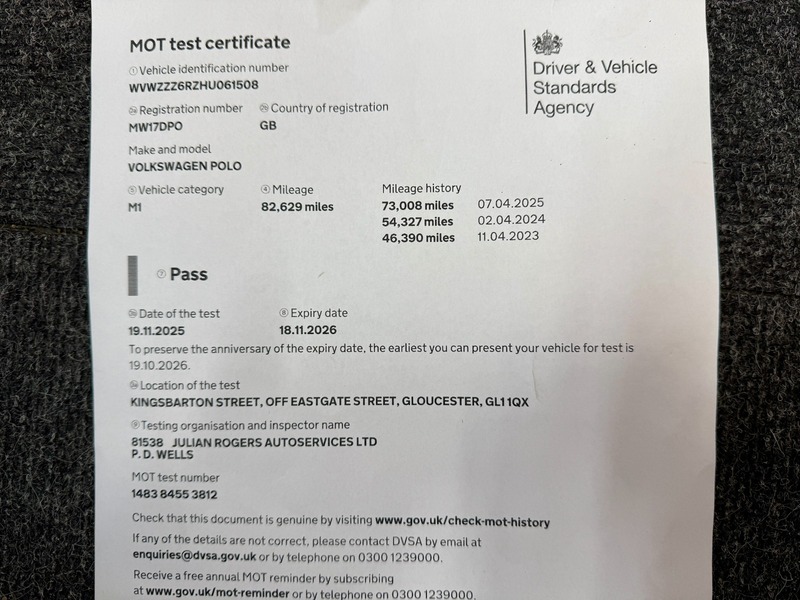 MOT test certificate
① Vehicle identification number
WVWZZZ6RZHU061508
Registration number Country of registration
MW17DPO GB
Make and model
VOLKSWAGEN POLO
⑤ Vehicle category ④ Mileage Mileage history
M1 82,629 miles 73,008 miles 07.04.2025
54,327 miles 02.04.2024
46,390 miles 11.04.2023
⑦ Pass
Date of the test ⑧ Expiry date
19.11.2025 18.11.2026
To preserve the anniversary of the expiry date, the earliest you can present your vehicle for test is
19.10.2026.
Location of the test
KINGSBARTON STREET, OFF EASTGATE STREET, GLOUCESTER, GL1 1QX
⑨ Testing organisation and inspector name
81538 JULIAN ROGERS AUTOSERVICES LTD
P. D. WELLS
MOT test number
1483 8455 3812
Check that this document is genuine by visiting www.gov.uk/check-mot-history
If any of the details are not correct, please contact DVSA by email at
enquiries@dvsa.gov.uk or by telephone on 0300 1239000.
Receive a free annual MOT reminder by subscribing
at www.gov.uk/mot-reminder or by telephone on 0300 1239000.
Driver & Vehicle
Standards
Agency